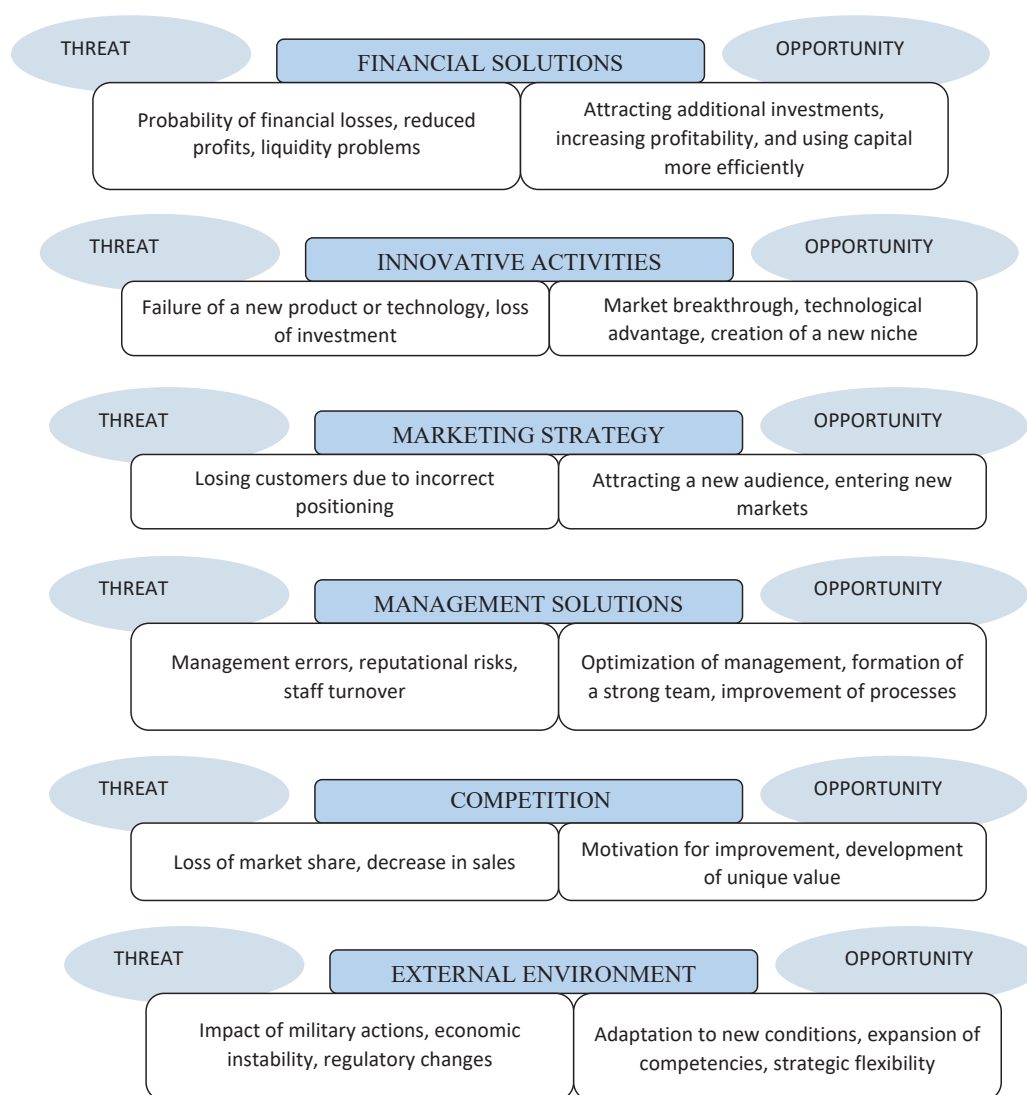 THREAT
FINANCIAL SOLUTIONS
OPPORTUNITY
Probability of financial losses, reduced
profits, liquidity problems
Attracting additional investments,
increasing profitability, and using capital
more efficiently
THREAT
INNOVATIVE ACTIVITIES
OPPORTUNITY
Failure of a new product or technology, loss
of investment
Market breakthrough, technological
advantage, creation of a new niche
THREAT
MARKETING STRATEGY
OPPORTUNITY
Losing customers due to incorrect
positioning
Attracting a new audience, entering new
markets
THREAT
MANAGEMENT SOLUTIONS
OPPORTUNITY
Management errors, reputational risks,
staff turnover
Optimization of management, formation of
a strong team, improvement of processes
THREAT
COMPETITION
OPPORTUNITY
Loss of market share, decrease in sales
Motivation for improvement, development
of unique value
THREAT
EXTERNAL ENVIRONMENT
OPPORTUNITY
Impact of military actions, economic
instability, regulatory changes
Adaptation to new conditions, expansion of
competencies, strategic flexibility